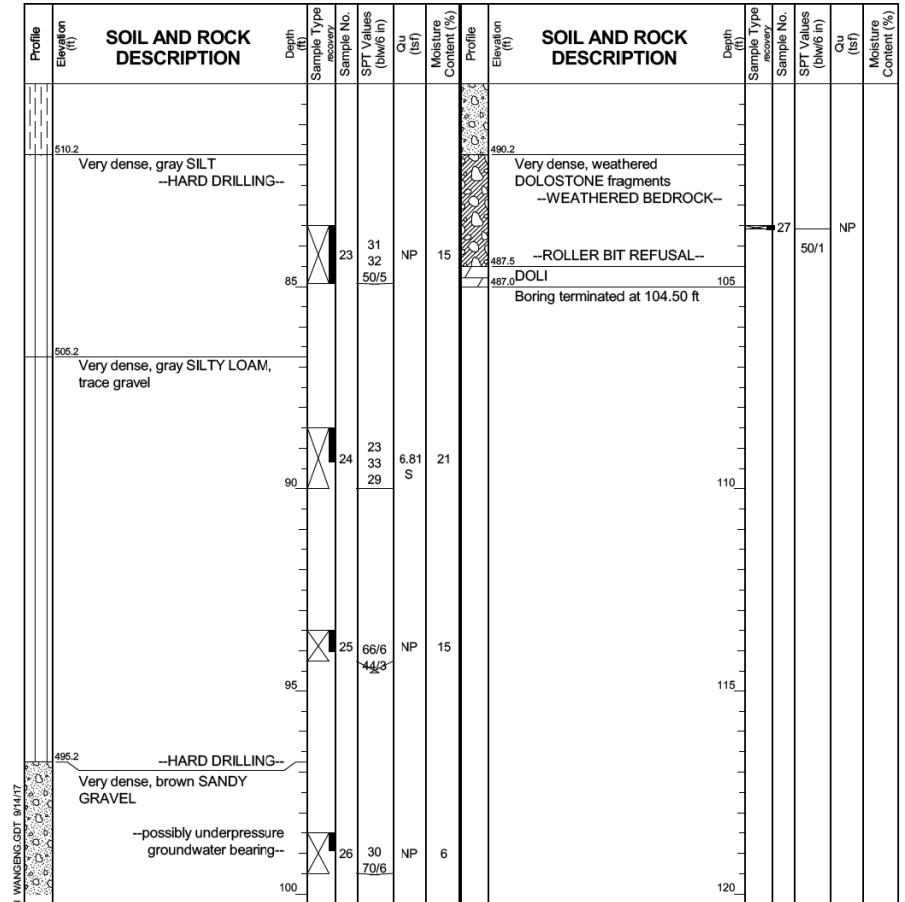 Profile
Elevation
(ft)
SOIL AND ROCK
DESCRIPTION
Depth
(ft)
Sample Type
recovery
Sample No.
SPT Values
(blw/6 in)
Qu
(tsf)
Moisture
Content (%)
510.2
Very dense, gray SILT
--HARD DRILLING--
23
31
32
50/5
NP
15
85
505.2
Very dense, gray SILTY LOAM,
trace gravel
24
23
33
29
6.81
S
21
90
25
66/6
44/3
NP
15
95
495.2
--HARD DRILLING--
Very dense, brown SANDY
GRAVEL
--possibly underpressure
groundwater bearing--
26
30
70/6
NP
6
100
WANGENG.GDT 9/14/17
Profile
Elevation
(ft)
SOIL AND ROCK
DESCRIPTION
Depth
(ft)
Sample Type
recovery
Sample No.
SPT Values
(blw/6 in)
Qu
(tsf)
Moisture
Content (%)
490.2
Very dense, weathered
DOLOSTONE fragments
--WEATHERED BEDROCK--
27
50/1
NP
--ROLLER BIT REFUSAL--
487.5
DOLI
487.0
105
Boring terminated at 104.50 ft
110
115
120